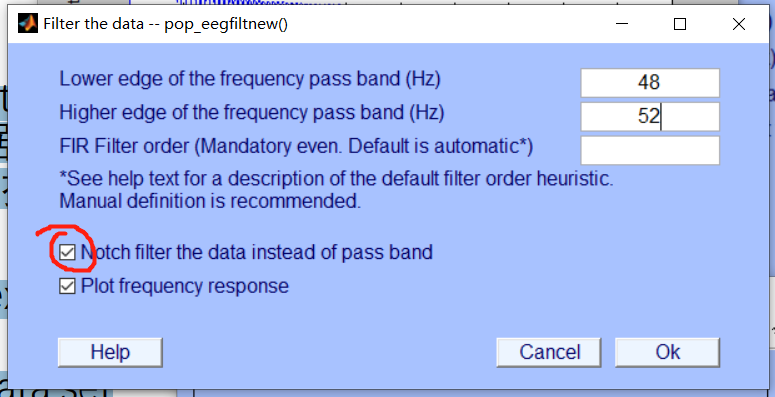 Filter the data -- pop_eegfiltnew()
Lower edge of the frequency pass band (Hz) 48
Higher edge of the frequency pass band (Hz) 52
FIR Filter order (Mandatory even. Default is automatic*)
*See help text for a description of the default filter order heuristic.
Manual definition is recommended.
Notch filter the data instead of pass band
Plot frequency response
Help Cancel Ok